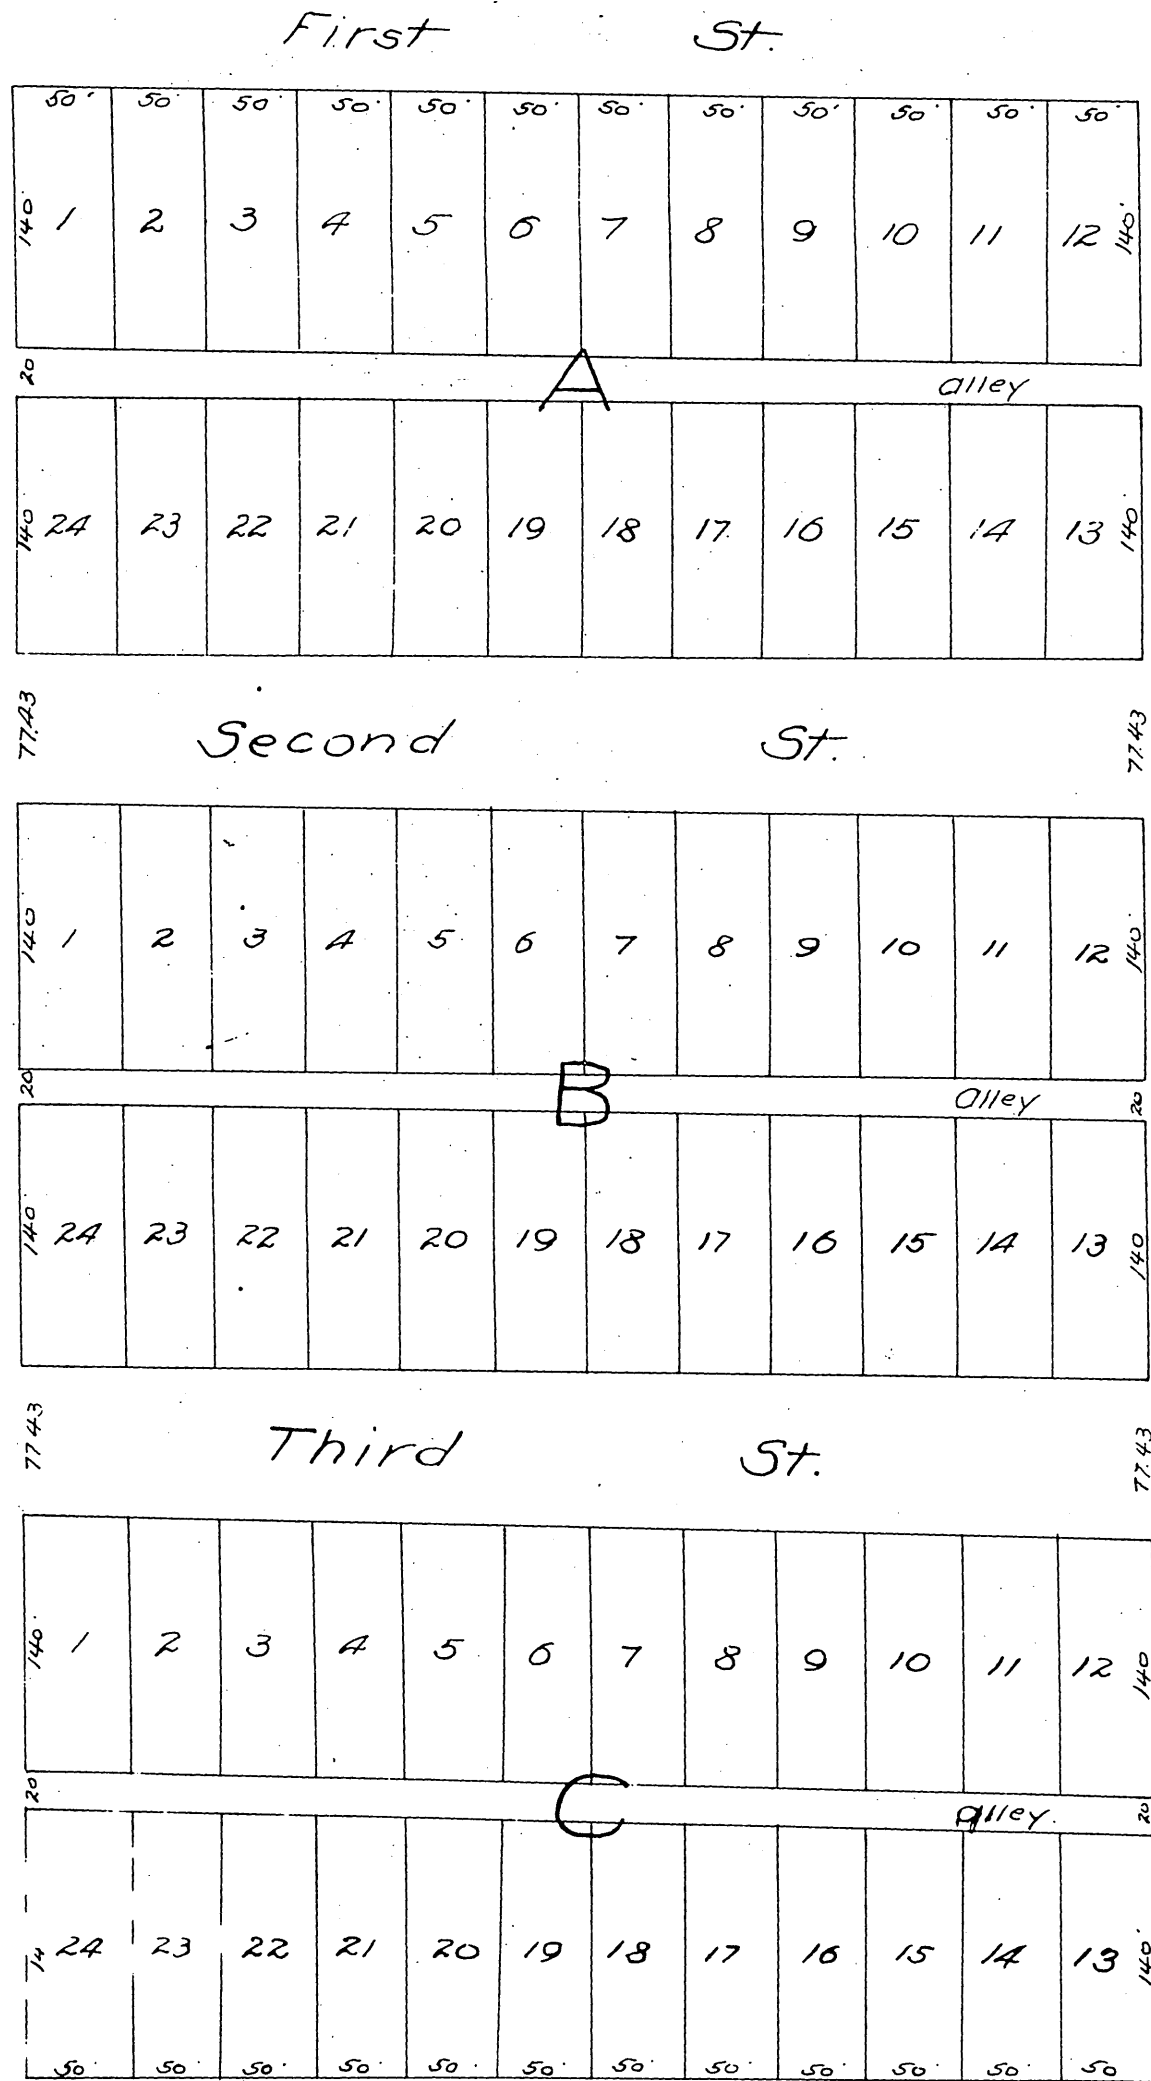 First St.
50' 50' 50' 50' 50' 50' 50' 50' 50' 50' 50' 50'
140' 1 2 3 4 5 6 7 8 9 10 11 12 140'
20 A alley
140' 24 23 22 21 20 19 18 17 16 15 14 13 140'
77.43 Second St. 77.43
140' 1 2 3 4 5 6 7 8 9 10 11 12 140'
20 B alley 20
140' 24 23 22 21 20 19 18 17 16 15 14 13 140
77.43 Third St. 77.43
140' 1 2 3 4 5 6 7 8 9 10 11 12 140
20 C alley. 20
14 24 23 22 21 20 19 18 17 16 15 14 13 140'
50' 50' 50' 50' 50' 50' 50' 50' 50' 50' 50' 50